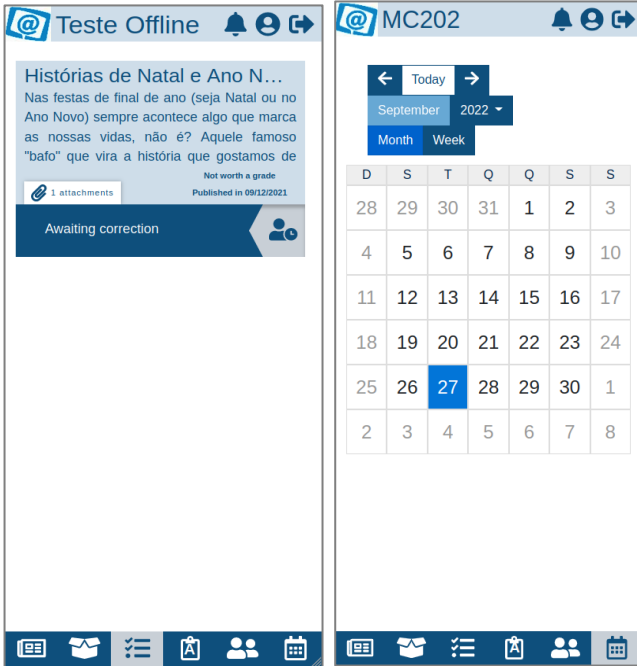 Teste Offline
Histórias de Natal e Ano N...
Nas festas de final de ano (seja Natal ou no
Ano Novo) sempre acontece algo que marca
as nossas vidas, não é? Aquele famoso
"bafo" que vira a história que gostamos de
Not worth a grade
1 attachments
Published in 09/12/2021
Awaiting correction
MC202
Today
September 2022
Month Week
D S T Q Q S S
28 29 30 31 1 2 3
4 5 6 7 8 9 10
11 12 13 14 15 16 17
18 19 20 21 22 23 24
25 26 27 28 29 30 1
2 3 4 5 6 7 8